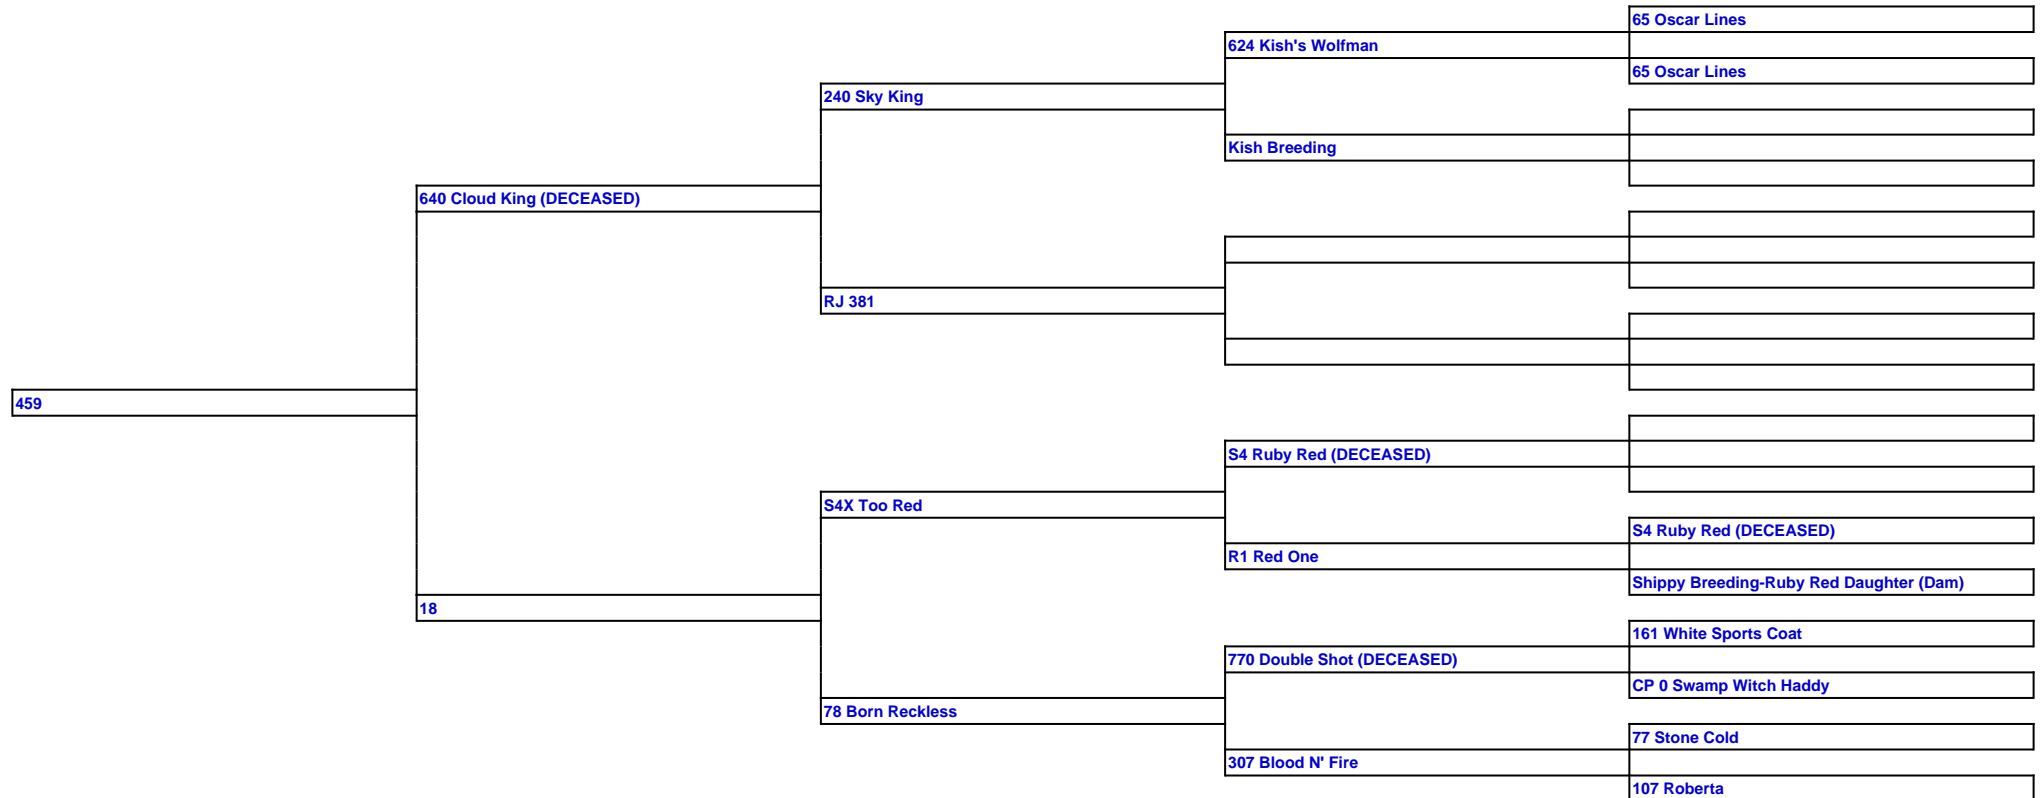 65 Oscar Lines
624 Kish's Wolfman
65 Oscar Lines
240 Sky King
Kish Breeding
640 Cloud King (DECEASED)
RJ 381
459
S4 Ruby Red (DECEASED)
S4X Too Red
S4 Ruby Red (DECEASED)
R1 Red One
Shippy Breeding-Ruby Red Daughter (Dam)
18
161 White Sports Coat
770 Double Shot (DECEASED)
CP 0 Swamp Witch Haddy
78 Born Reckless
77 Stone Cold
307 Blood N' Fire
107 Roberta